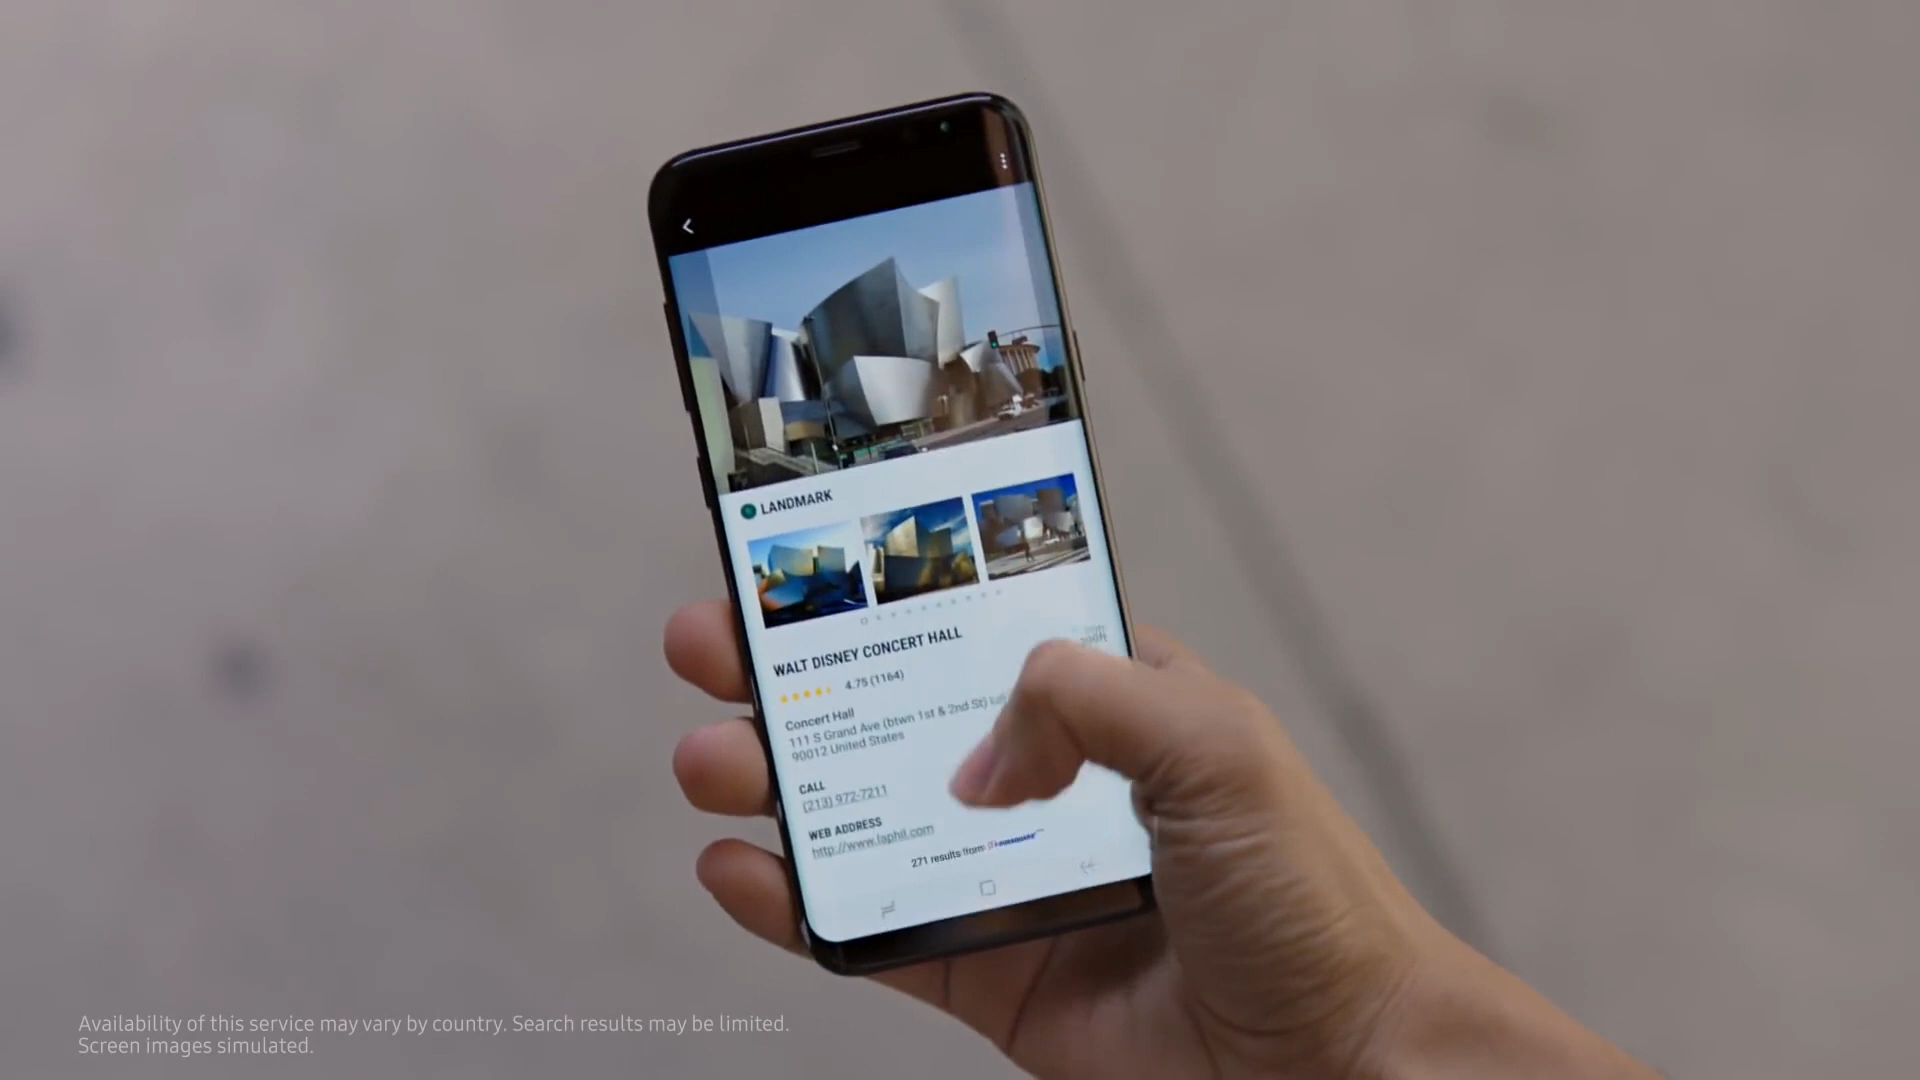 LANDMARK
WALT DISNEY CONCERT HALL
4.75 (1164)
Concert Hall
111 S Grand Ave (btwn 1st & 2nd St)
90012 United States
CALL
(213) 972-7211
WEB ADDRESS
http://www.laphil.com
271 results from
Availability of this service may vary by country. Search results may be limited.
Screen images simulated.